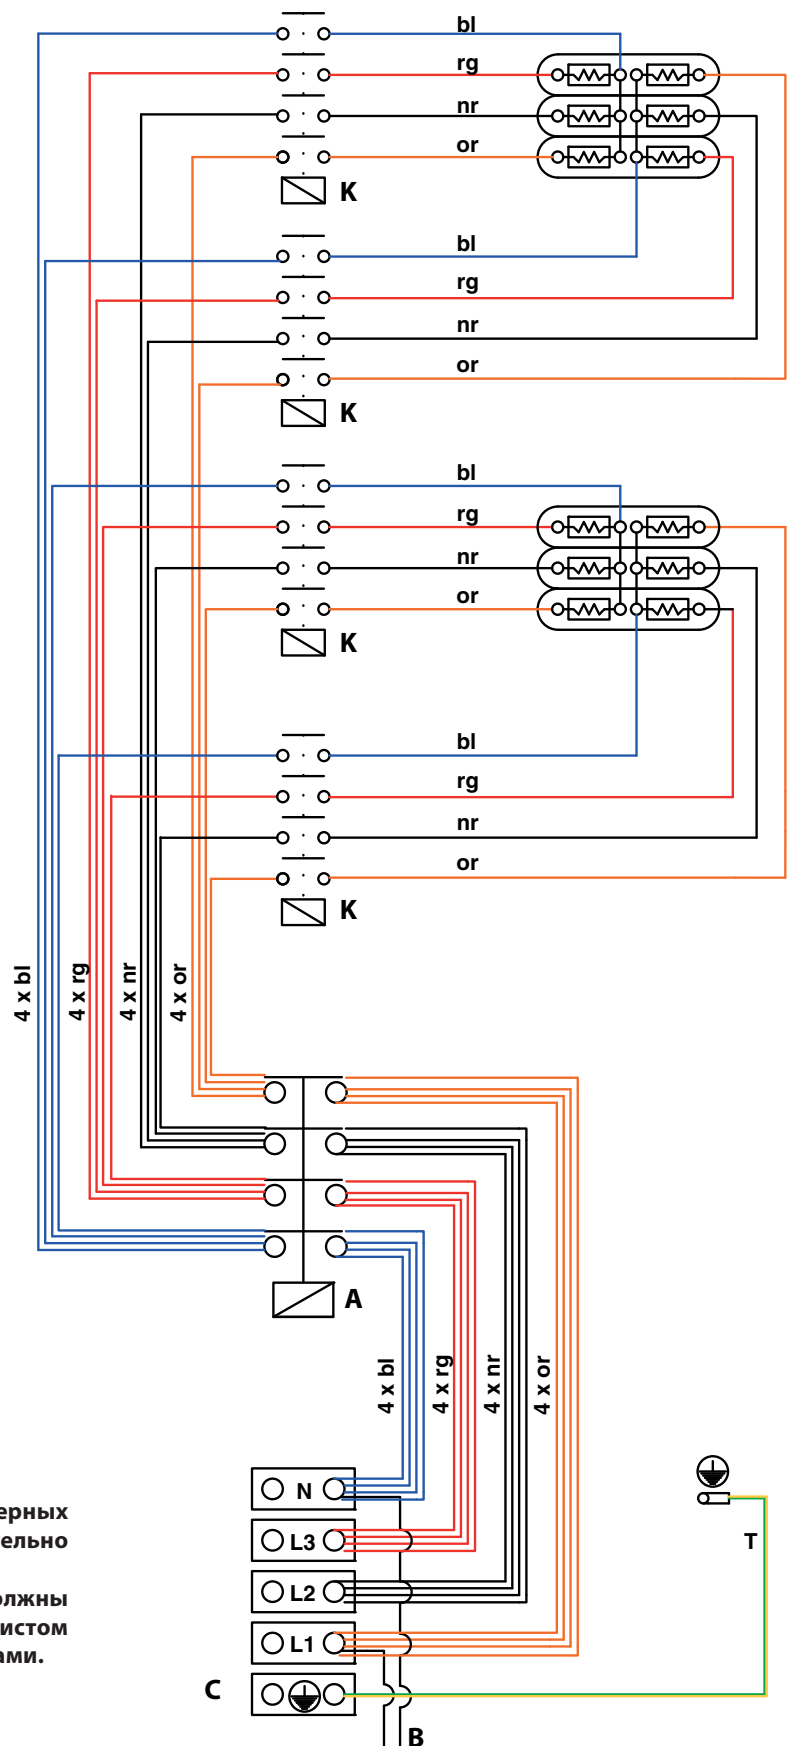 bl
rg
nr
or
K
bl
rg
nr
or
K
bl
rg
nr
or
K
bl
rg
nr
or
K
4 x bl
4 x rg
4 x nr
4 x or
A
4 x bl
4 x rg
4 x nr
4 x or
N
L3
L2
L1
C
B
T
ерных
ельно
олжны
истом
ами.